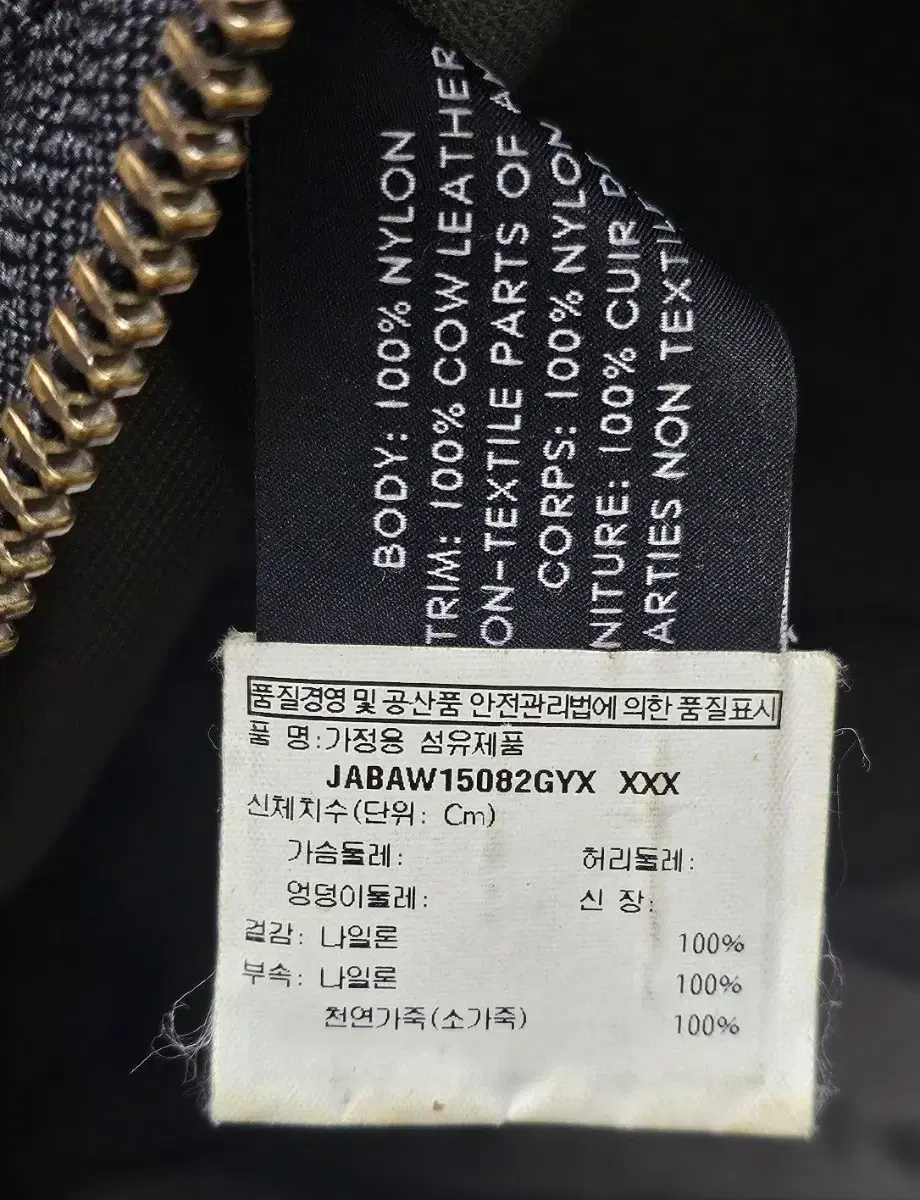 BODY: 100% NYLON
TRIM: 100% COW LEATHER
ON-TEXTILE PARTS OF A
CORPS: 100% NYLON
NITURE: 100% CUIR
ARTIES NON TEXTIL
품질경영 및 공산품 안전관리법에 의한 품질표시
품 명:가정용 섬유제품
JABAW15082GYX XXX
신체치수(단위: Cm)
가슴둘레: 허리둘레:
엉덩이둘레: 신 장:
겉감: 나일론 100%
부속: 나일론 100%
천연가죽(소가죽) 100%